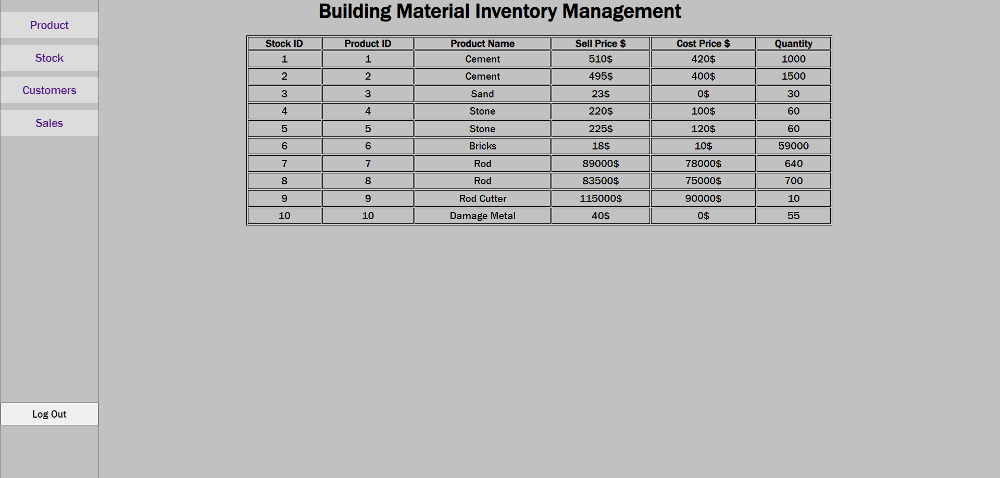 Building Material Inventory Management
Product
Stock
Customers
Sales
Log Out
Stock ID Product ID Product Name Sell Price $ Cost Price $ Quantity
1 1 Cement 510$ 420$ 1000
2 2 Cement 495$ 400$ 1500
3 3 Sand 23$ 0$ 30
4 4 Stone 220$ 100$ 60
5 5 Stone 225$ 120$ 60
6 6 Bricks 18$ 10$ 59000
7 7 Rod 89000$ 78000$ 640
8 8 Rod 83500$ 75000$ 700
9 9 Rod Cutter 115000$ 90000$ 10
10 10 Damage Metal 40$ 0$ 55